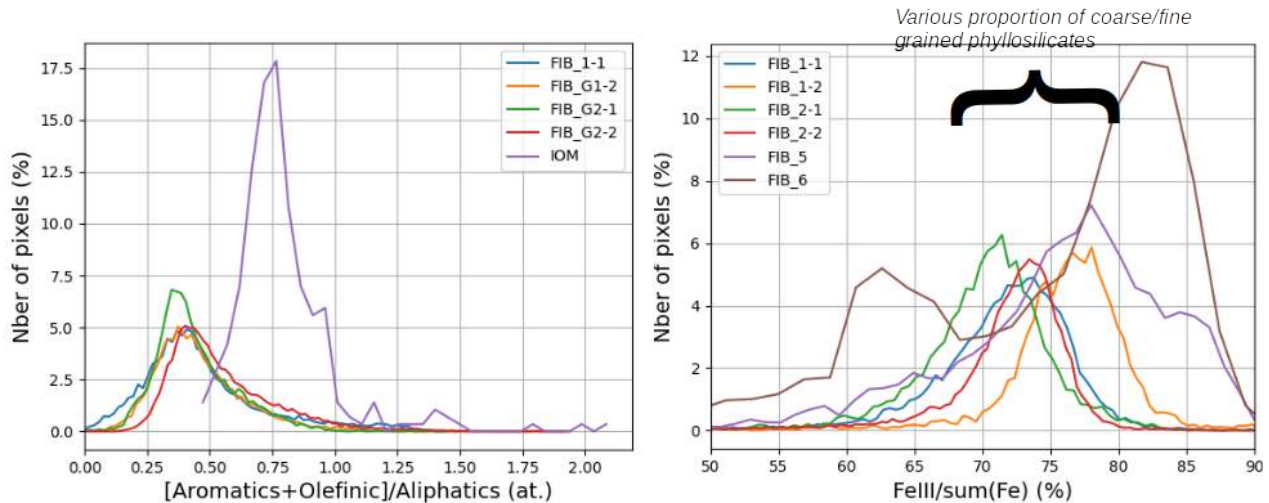 Various proportion of coarse/fine
grained phyllosilicates
17.5
15.0
12.5
10.0
7.5
5.0
2.5
0.0
Nber of pixels (%)
FIB_1-1
FIB_G1-2
FIB_G2-1
FIB_G2-2
IOM
0.00 0.25 0.50 0.75 1.00 1.25 1.50 1.75 2.00
[Aromatics+Olefinic]/Aliphatics (at.)
12
10
8
6
4
2
0
Nber of pixels (%)
FIB_1-1
FIB_1-2
FIB_2-1
FIB_2-2
FIB_5
FIB_6
50 55 60 65 70 75 80 85 90
FeIII/sum(Fe) (%)